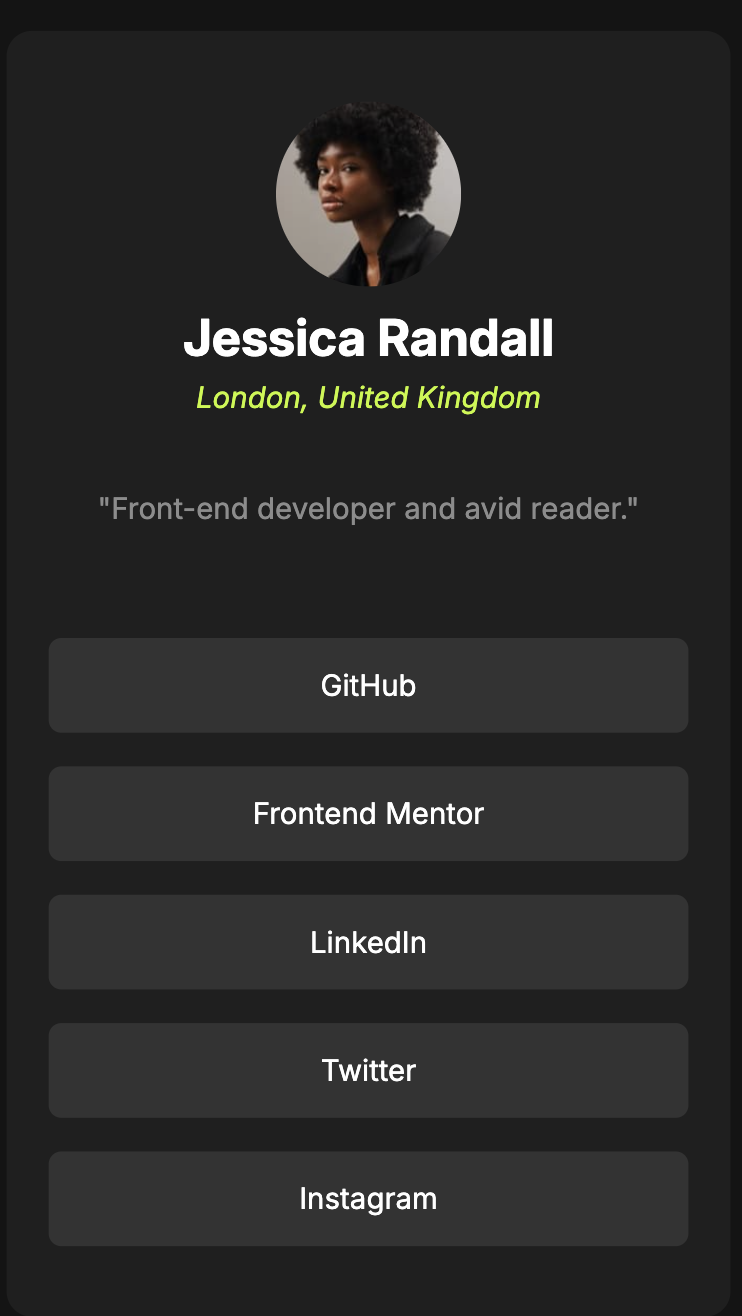 Jessica Randall
London, United Kingdom
"Front-end developer and avid reader."
GitHub
Frontend Mentor
LinkedIn
Twitter
Instagram